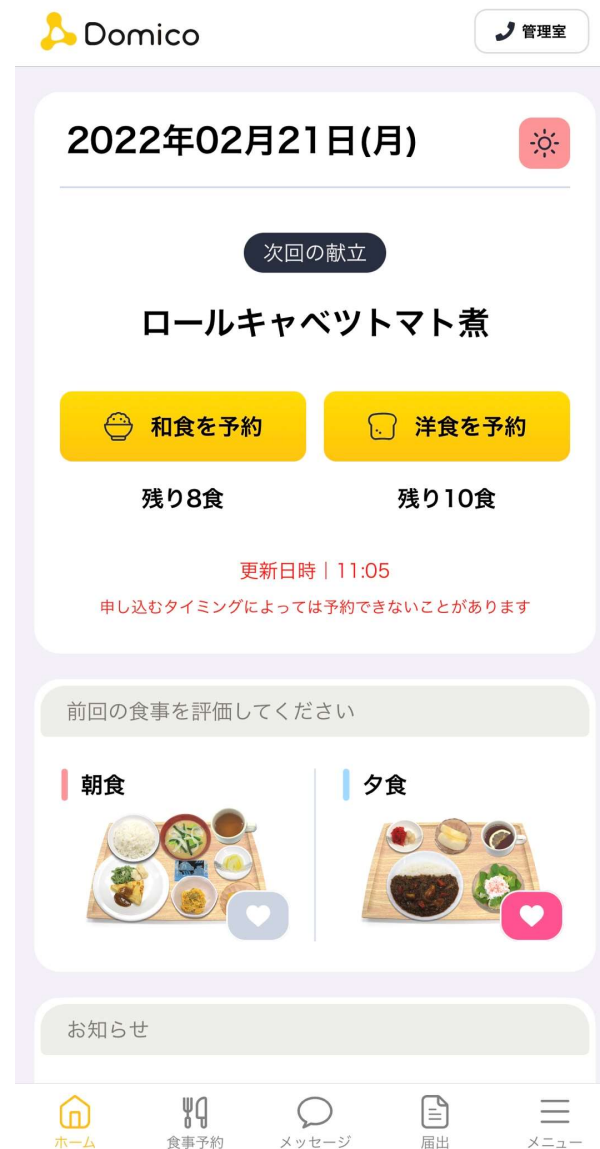 Domico
管理室
2022年02月21日(月)
次回の献立
ロールキャベツトマト煮
和食を予約
洋食を予約
残り8食
残り10食
更新日時｜11:05
申し込むタイミングによっては予約できないことがあります
前回の食事を評価してください
朝食
夕食
お知らせ
ホーム
食事予約
メッセージ
届出
メニュー